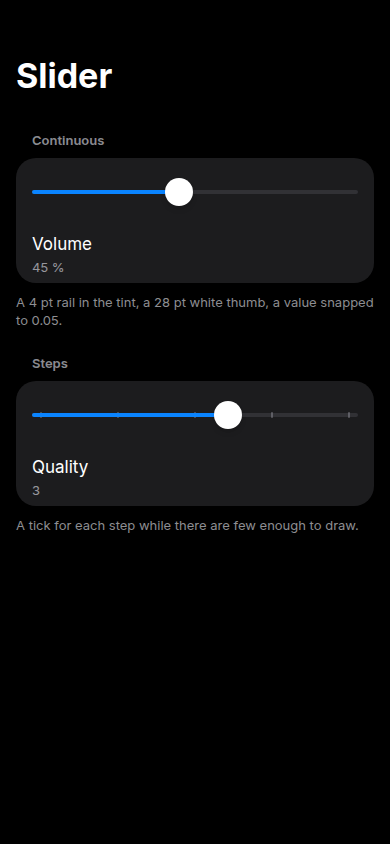 Slider
Continuous
Volume
45 %
A 4 pt rail in the tint, a 28 pt white thumb, a value snapped
to 0.05.
Steps
Quality
3
A tick for each step while there are few enough to draw.